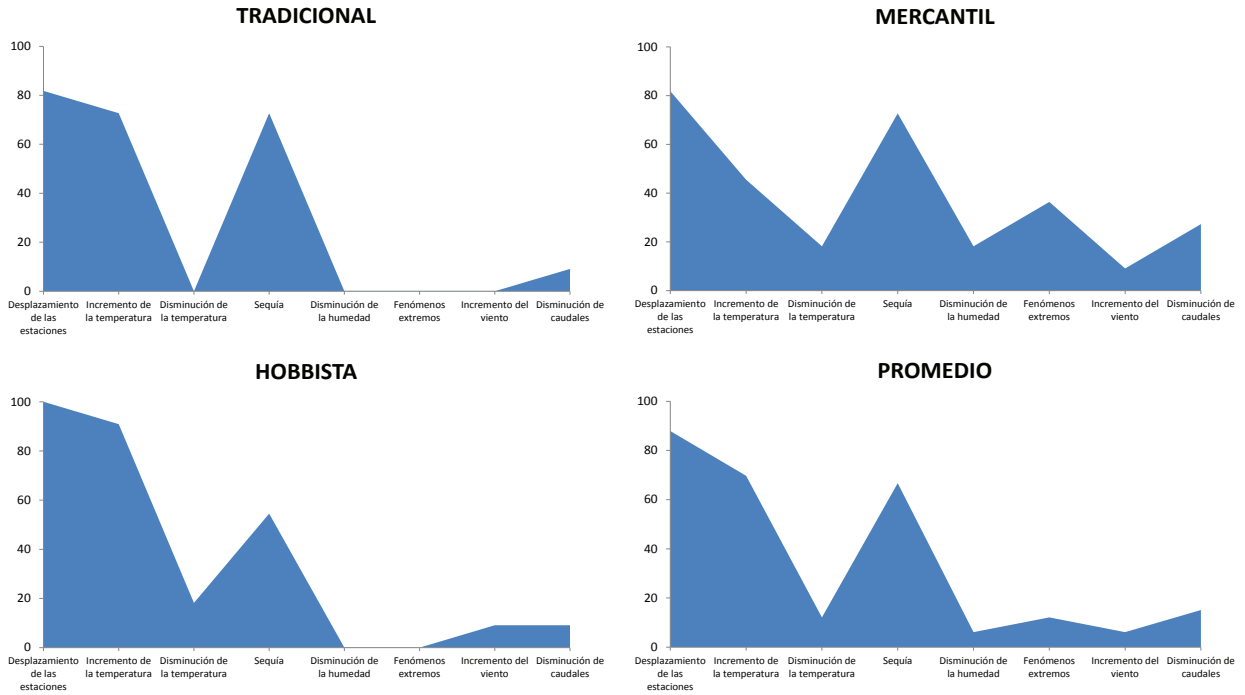 TRADICIONAL
100
80
60
40
20
0
Desplazamiento Incremento de Disminución de Sequía Disminución de Fenómenos Incremento del Disminución de
de las la temperatura la temperatura la humedad extremos viento caudales
estaciones
MERCANTIL
100
80
60
40
20
0
Desplazamiento Incremento de Disminución de Sequía Disminución de Fenómenos Incremento del Disminución de
de las la temperatura la temperatura la humedad extremos viento caudales
estaciones
HOBBISTA
100
80
60
40
20
0
Desplazamiento Incremento de Disminución de Sequía Disminución de Fenómenos Incremento del Disminución de
de las la temperatura la temperatura la humedad extremos viento caudales
estaciones
PROMEDIO
100
80
60
40
20
0
Desplazamiento Incremento de Disminución de Sequía Disminución de Fenómenos Incremento del Disminución de
de las la temperatura la temperatura la humedad extremos viento caudales
estaciones